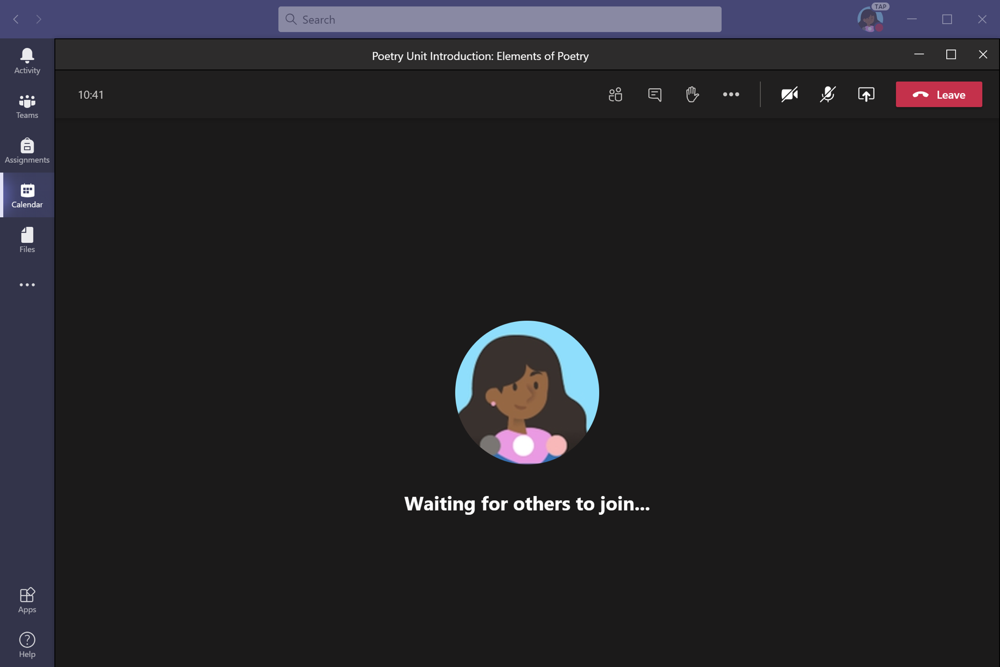 Search
TAP
Activity
Teams
Assignments
Calendar
Files
Apps
Help
Poetry Unit Introduction: Elements of Poetry
10:41
Leave
Waiting for others to join...